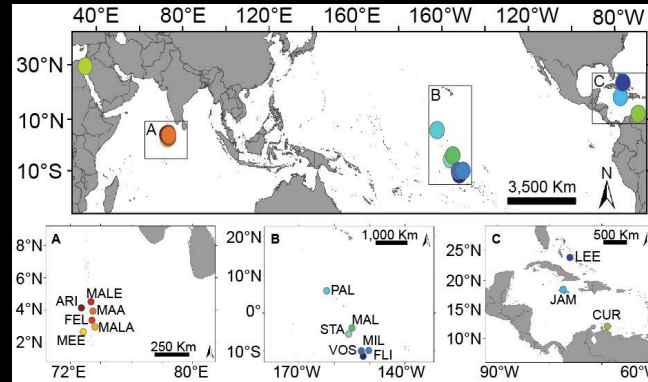 40°E 80°E 120°E 160°E 160°W 120°W 80°W
30°N
10°N
10°S
A
B
C
N
3,500 Km
A
8°N
6°N
4°N
2°N
MALE
ARI
MAA
FEL
MALA
MEE
250 Km
72°E 76°E
B
1,000 Km
20°N
10°N
0°
10°S
PAL
MAL
STA
VOS
MIL
FLI
170°W 140°W
C
500 Km
25°N
20°N
15°N
10°N
LEE
JAM
CUR
90°W 60°W